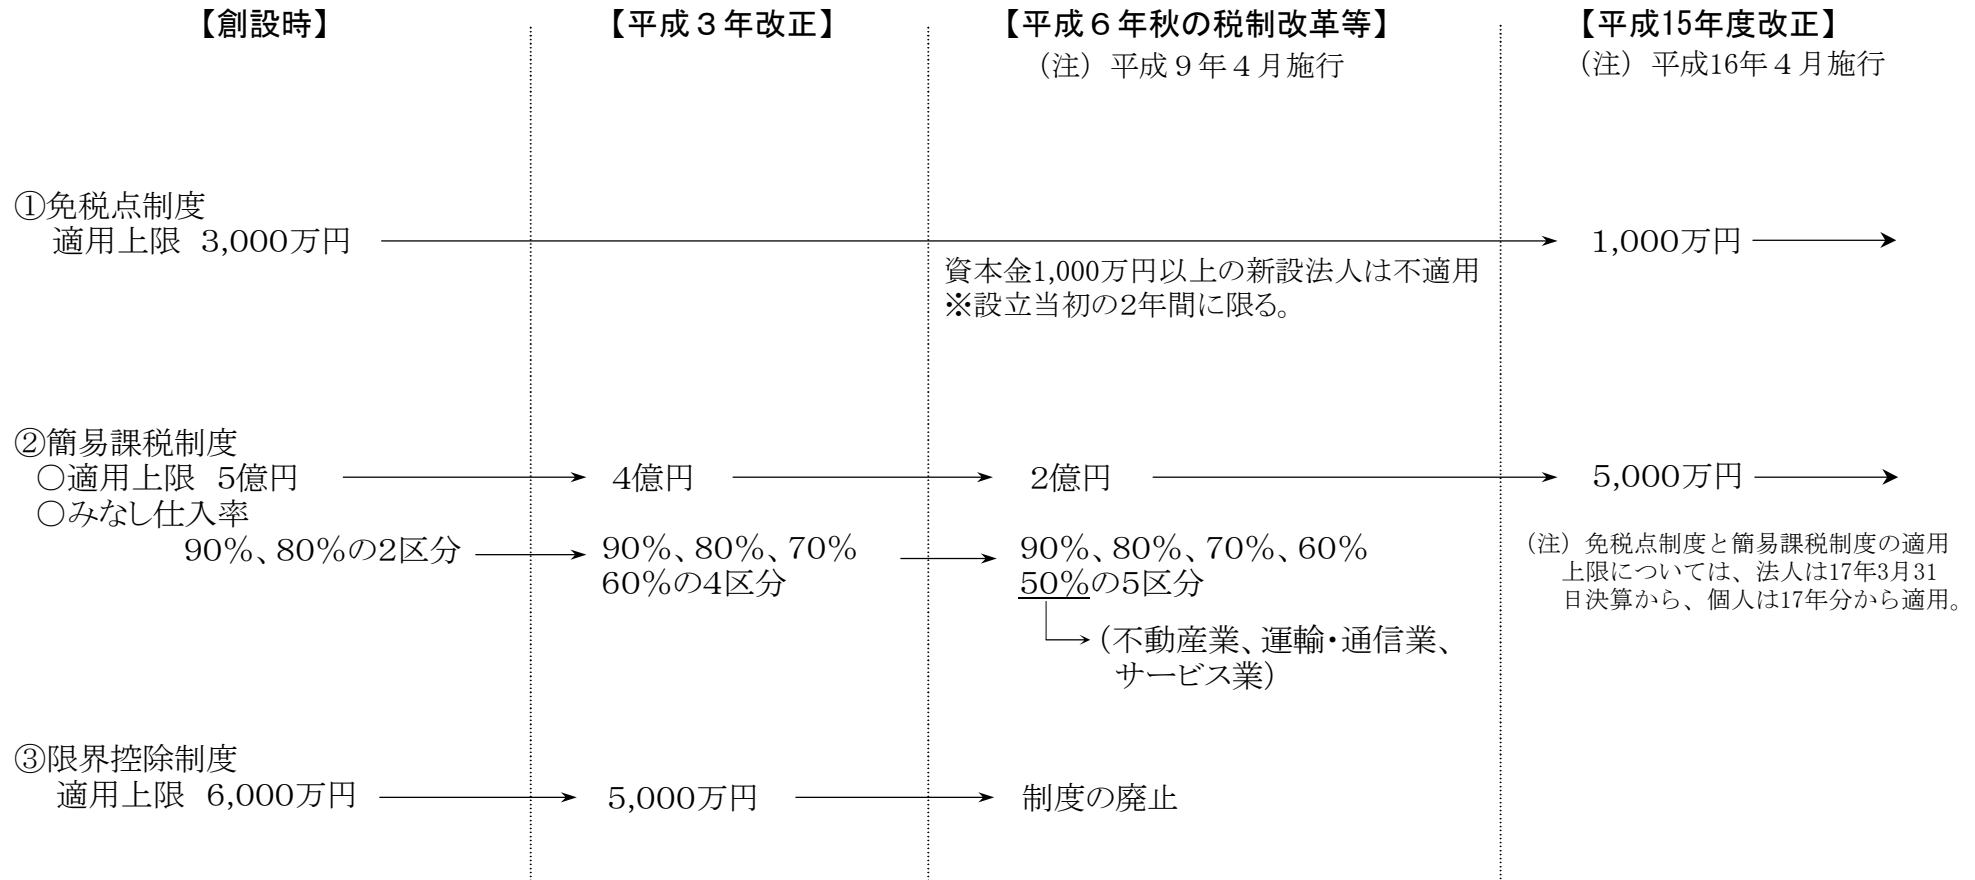 【創設時】
【平成３年改正】
【平成６年秋の税制改革等】
（注）平成９年４月施行
【平成15年度改正】
（注）平成16年４月施行
①免税点制度
適用上限 3,000万円
1,000万円
資本金1,000万円以上の新設法人は不適用
※設立当初の2年間に限る。
②簡易課税制度
○適用上限 5億円
4億円
2億円
5,000万円
○みなし仕入率
90％、80％の2区分
90％、80％、70％
60％の4区分
90％、80％、70％、60％
50％の5区分
（不動産業、運輸・通信業、
サービス業）
（注）免税点制度と簡易課税制度の適用
上限については、法人は17年3月31
日決算から、個人は17年分から適用。
③限界控除制度
適用上限 6,000万円
5,000万円
制度の廃止